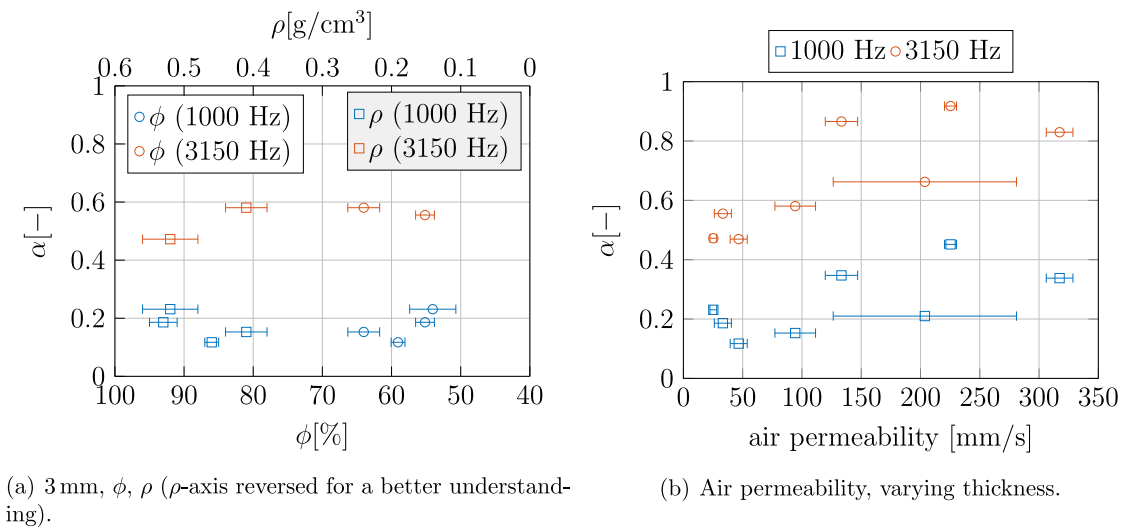 ρ[g/cm³]
0.6 0.5 0.4 0.3 0.2 0.1 0
ϕ (1000 Hz)
ϕ (3150 Hz)
ρ (1000 Hz)
ρ (3150 Hz)
1
0.8
0.6
0.4
0.2
0
α[−]
100 90 80 70 60 50 40
ϕ[%]
(a) 3 mm, ϕ, ρ (ρ-axis reversed for a better understand-
ing).
1000 Hz 3150 Hz
1
0.8
0.6
0.4
0.2
0
α[−]
0 50 100 150 200 250 300 350
air permeability [mm/s]
(b) Air permeability, varying thickness.